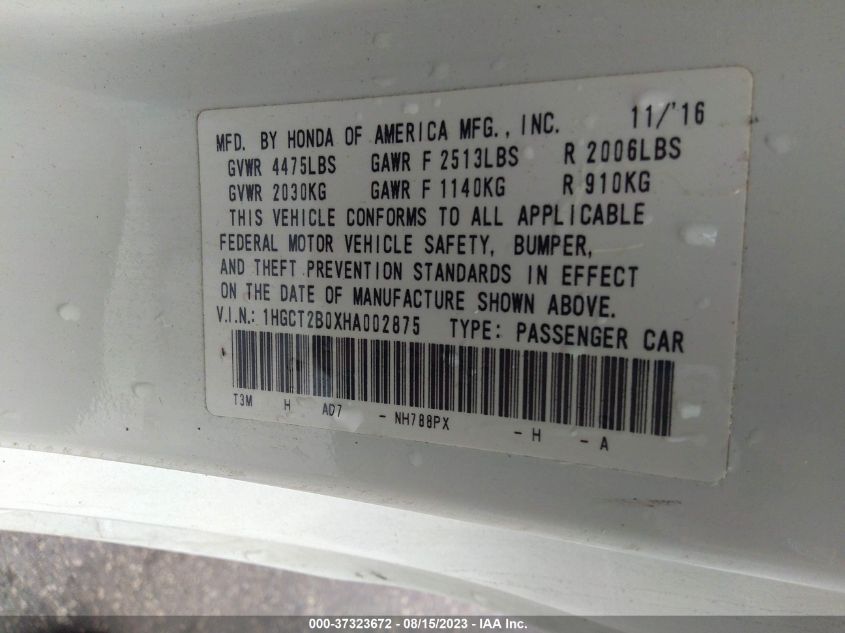 MFD. BY HONDA OF AMERICA MFG., INC. 11/'16
GVWR 4475LBS GAWR F 2513LBS R 2006LBS
GVWR 2030KG GAWR F 1140KG R 910KG
THIS VEHICLE CONFORMS TO ALL APPLICABLE
FEDERAL MOTOR VEHICLE SAFETY, BUMPER,
AND THEFT PREVENTION STANDARDS IN EFFECT
ON THE DATE OF MANUFACTURE SHOWN ABOVE.
V.I.N.: 1HGCT2B0XHA002875 TYPE: PASSENGER CAR
T3M H AD7 - NH788PX - H - A
000-37323672 - 08/15/2023 - IAA Inc.